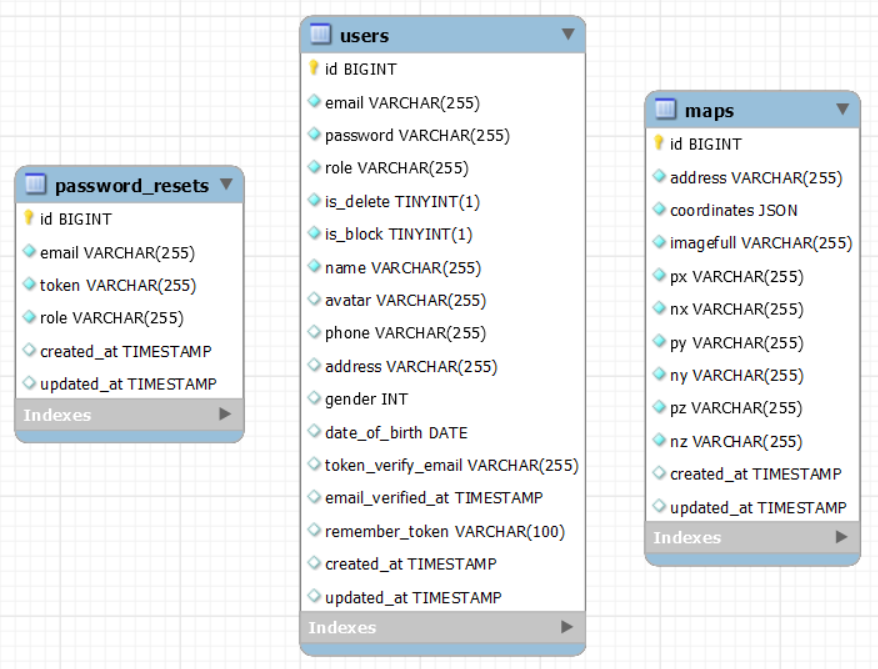 password_resets
id BIGINT
email VARCHAR(255)
token VARCHAR(255)
role VARCHAR(255)
created_at TIMESTAMP
updated_at TIMESTAMP
Indexes
users
id BIGINT
email VARCHAR(255)
password VARCHAR(255)
role VARCHAR(255)
is_delete TINYINT(1)
is_block TINYINT(1)
name VARCHAR(255)
avatar VARCHAR(255)
phone VARCHAR(255)
address VARCHAR(255)
gender INT
date_of_birth DATE
token_verify_email VARCHAR(255)
email_verified_at TIMESTAMP
remember_token VARCHAR(100)
created_at TIMESTAMP
updated_at TIMESTAMP
Indexes
maps
id BIGINT
address VARCHAR(255)
coordinates JSON
imagefull VARCHAR(255)
px VARCHAR(255)
nx VARCHAR(255)
py VARCHAR(255)
ny VARCHAR(255)
pz VARCHAR(255)
nz VARCHAR(255)
created_at TIMESTAMP
updated_at TIMESTAMP
Indexes